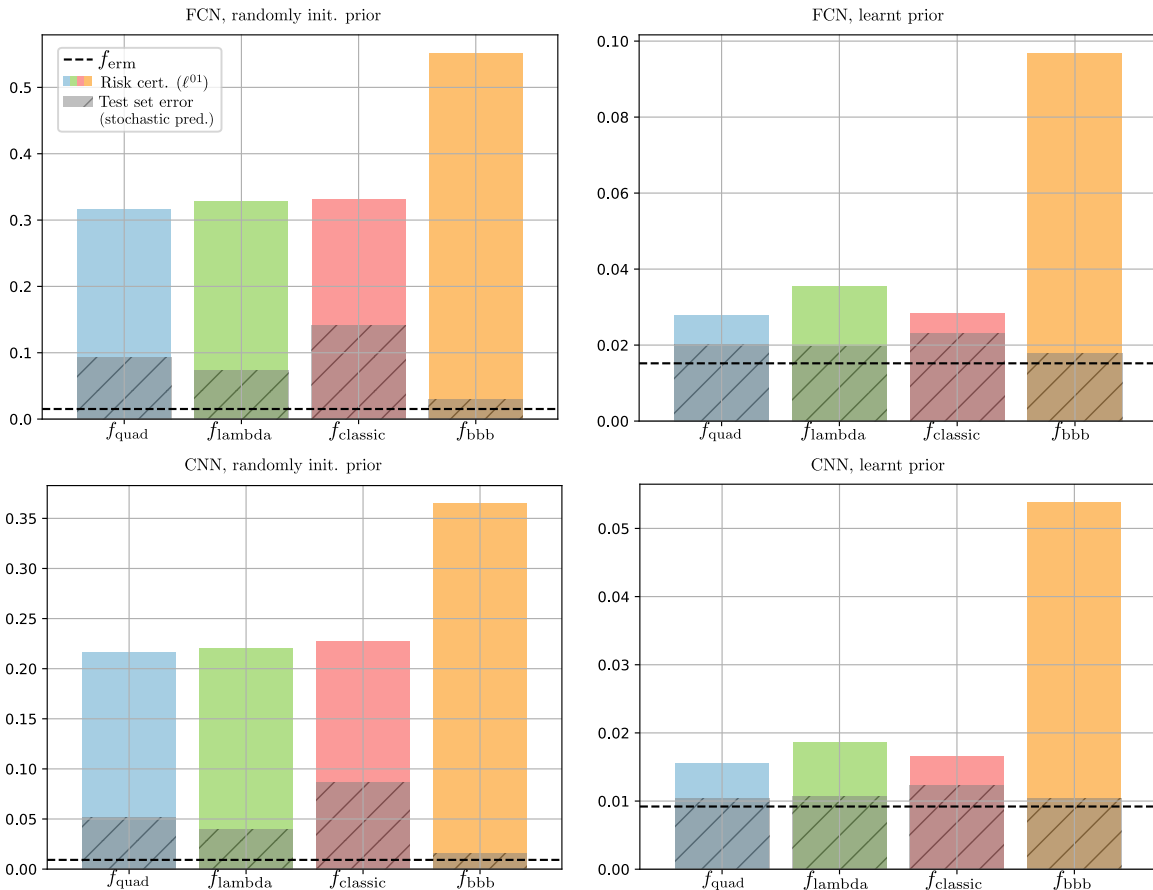 FCN, randomly init. prior
0.5
0.4
0.3
0.2
0.1
0.0
f_erm
Risk cert. (ℓ^01)
Test set error
(stochastic pred.)
f_quad
f_lambda
f_classic
f_bbb
FCN, learnt prior
0.10
0.08
0.06
0.04
0.02
0.00
f_quad
f_lambda
f_classic
f_bbb
CNN, randomly init. prior
0.35
0.30
0.25
0.20
0.15
0.10
0.05
0.00
f_quad
f_lambda
f_classic
f_bbb
CNN, learnt prior
0.05
0.04
0.03
0.02
0.01
0.00
f_quad
f_lambda
f_classic
f_bbb